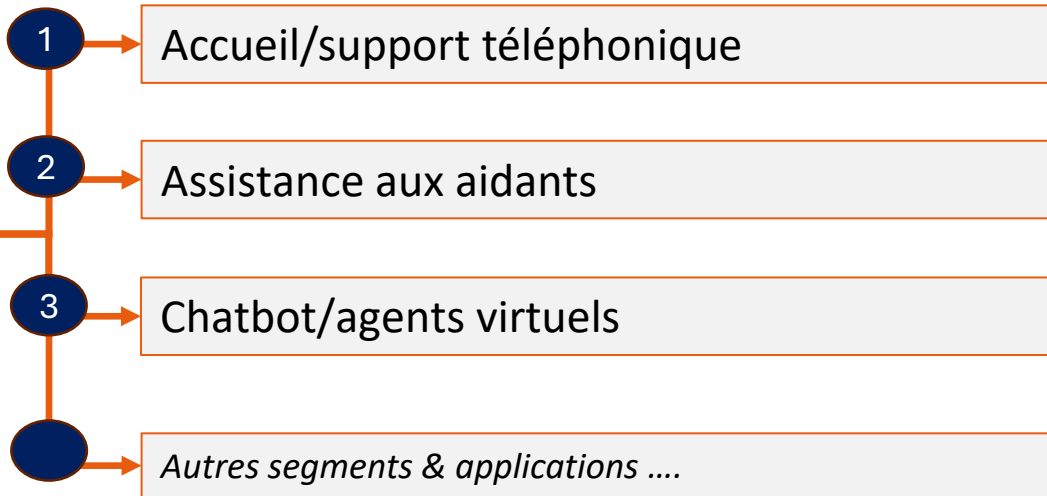 1
Accueil/support téléphonique
2
Assistance aux aidants
3
Chatbot/agents virtuels
Autres segments & applications ....